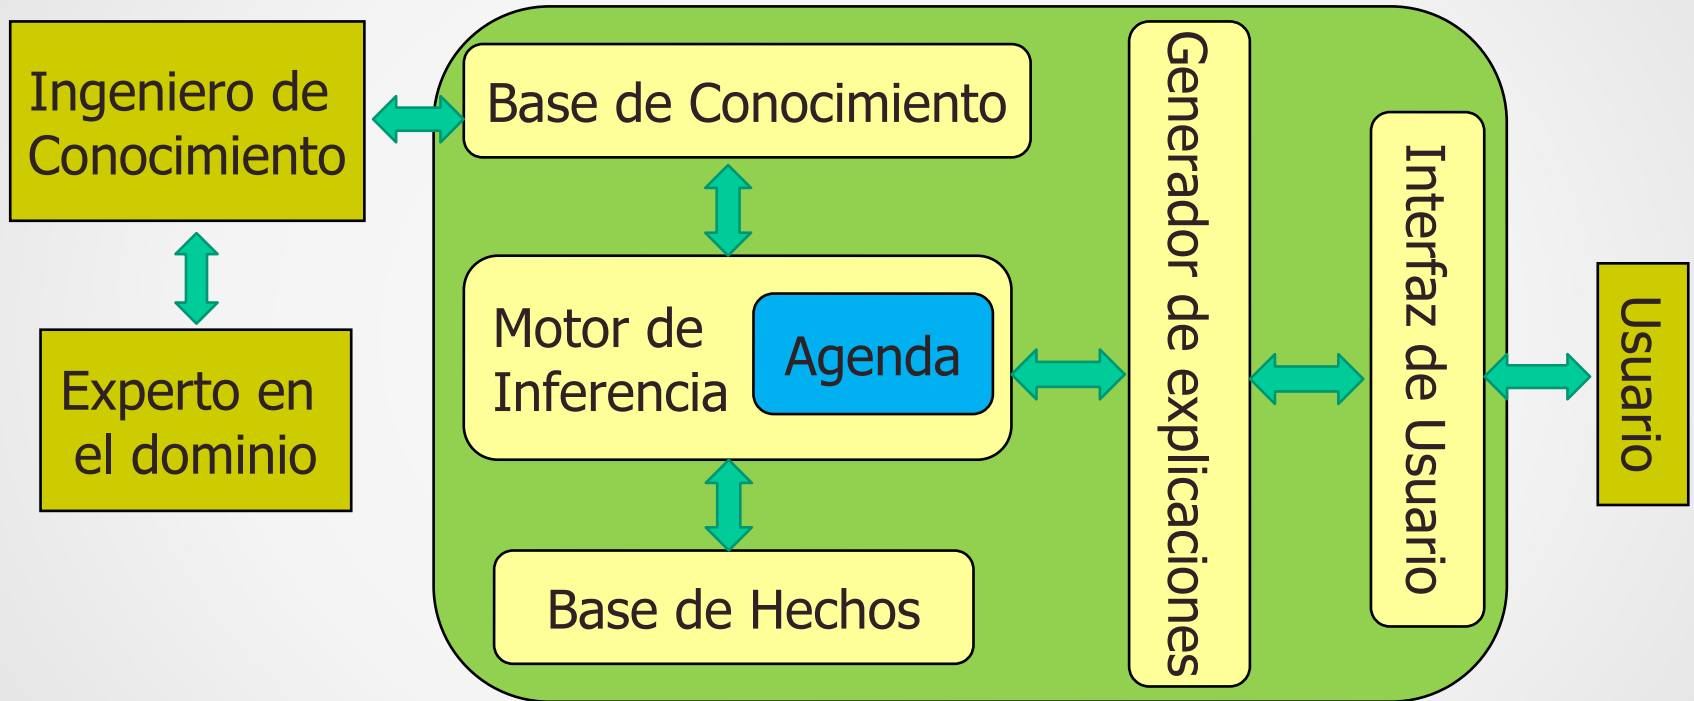 Ingeniero de
Conocimiento
Experto en
el dominio
Base de Conocimiento
Motor de
Inferencia
Agenda
Base de Hechos
Generador de explicaciones
Interfaz de Usuario
Usuario